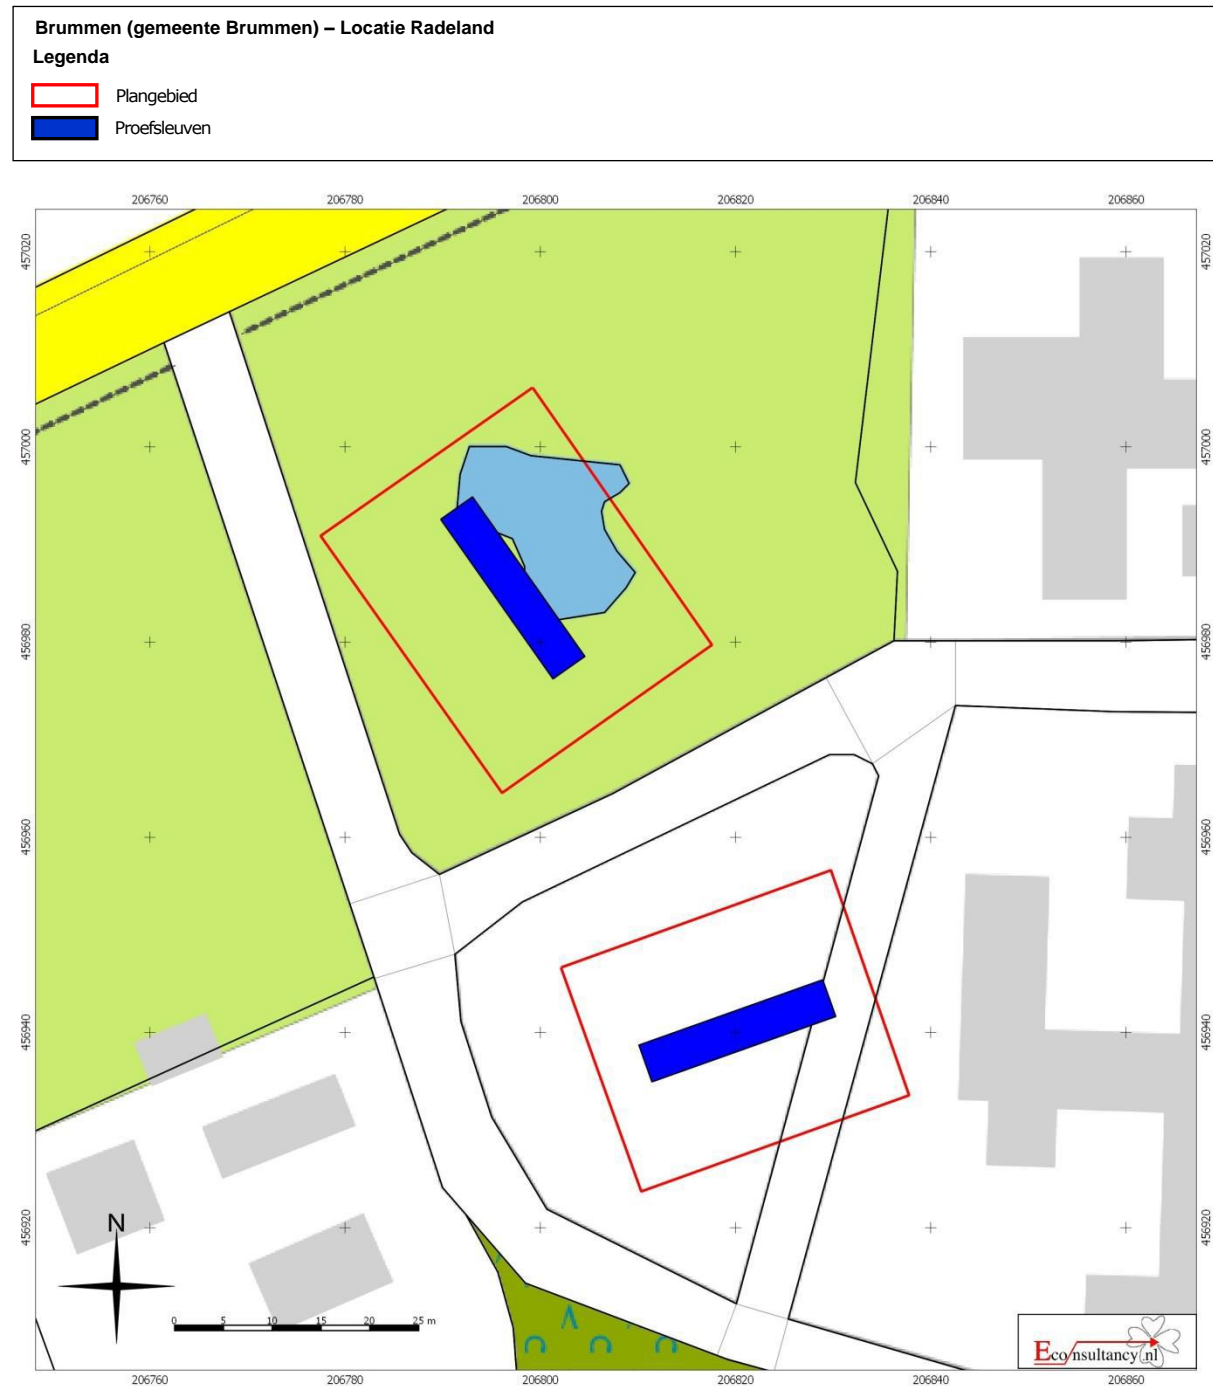 Brummen (gemeente Brummen) – Locatie Radeland
Legenda
Plangebied
Proefsleuven
206760 206780 206800 206820 206840 206860
457020 457020
457000 457000
456980 456980
456960 456960
456940 456940
456920 456920
N
0 5 10 15 20 25 m
Econsultancy.nl
206760 206780 206800 206820 206840 206860